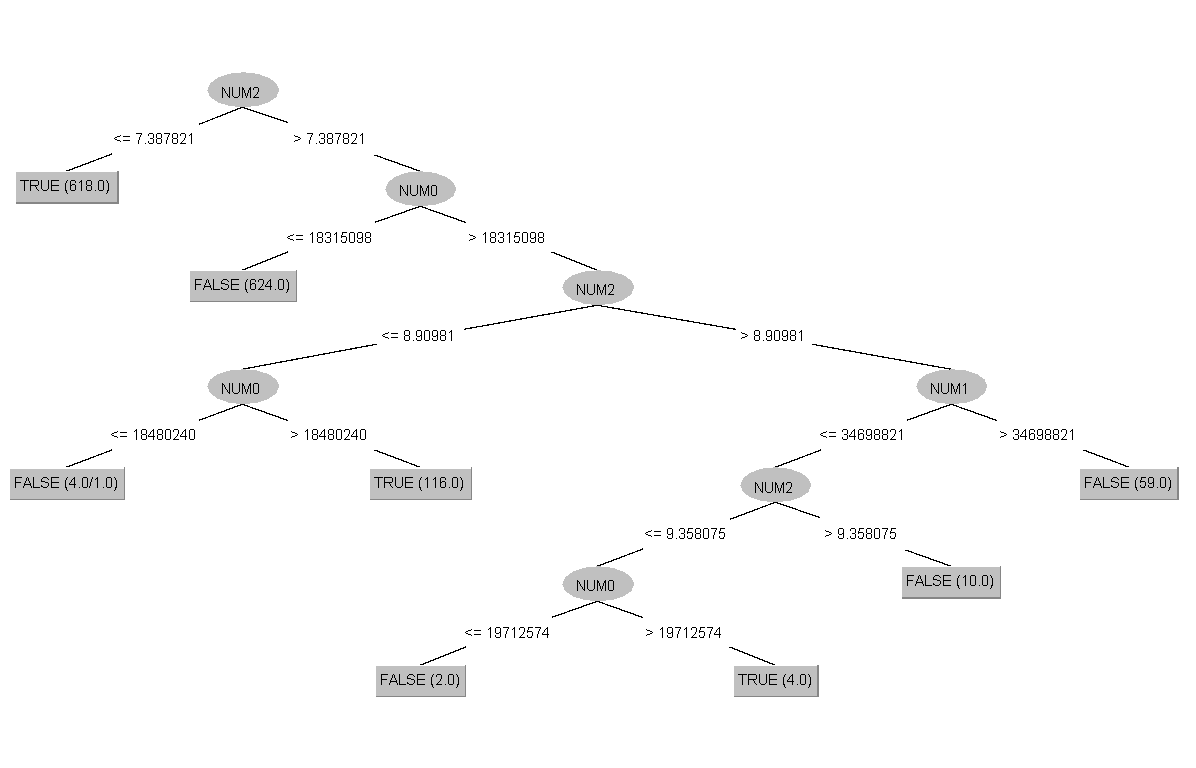 NUM2
<= 7.387821
> 7.387821
TRUE (618.0)
NUM0
<= 18315098
> 18315098
FALSE (624.0)
NUM2
<= 8.90981
> 8.90981
NUM0
NUM1
<= 18480240
> 18480240
<= 34698821
> 34698821
FALSE (4.0/1.0)
TRUE (116.0)
NUM2
FALSE (59.0)
<= 9.358075
> 9.358075
NUM0
FALSE (10.0)
<= 19712574
> 19712574
FALSE (2.0)
TRUE (4.0)